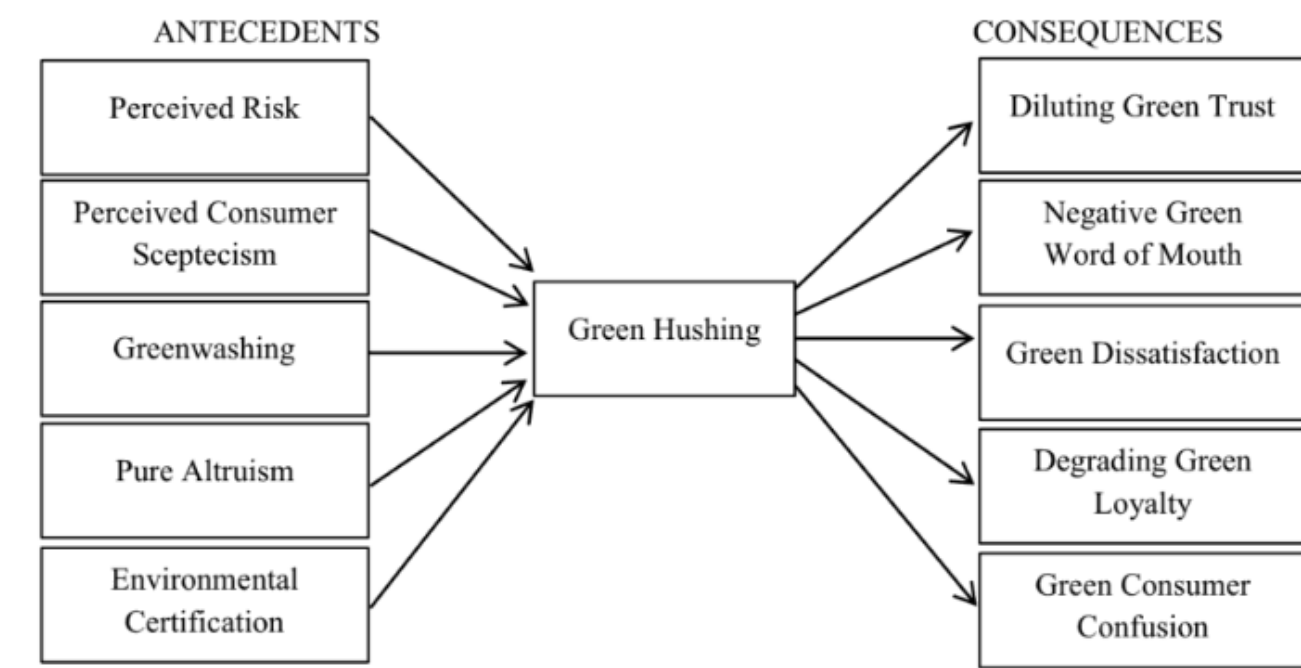 ANTECEDENTS
Perceived Risk
Perceived Consumer
Sceptecism
Greenwashing
Pure Altruism
Environmental
Certification
Green Hushing
CONSEQUENCES
Diluting Green Trust
Negative Green
Word of Mouth
Green Dissatisfaction
Degrading Green
Loyalty
Green Consumer
Confusion